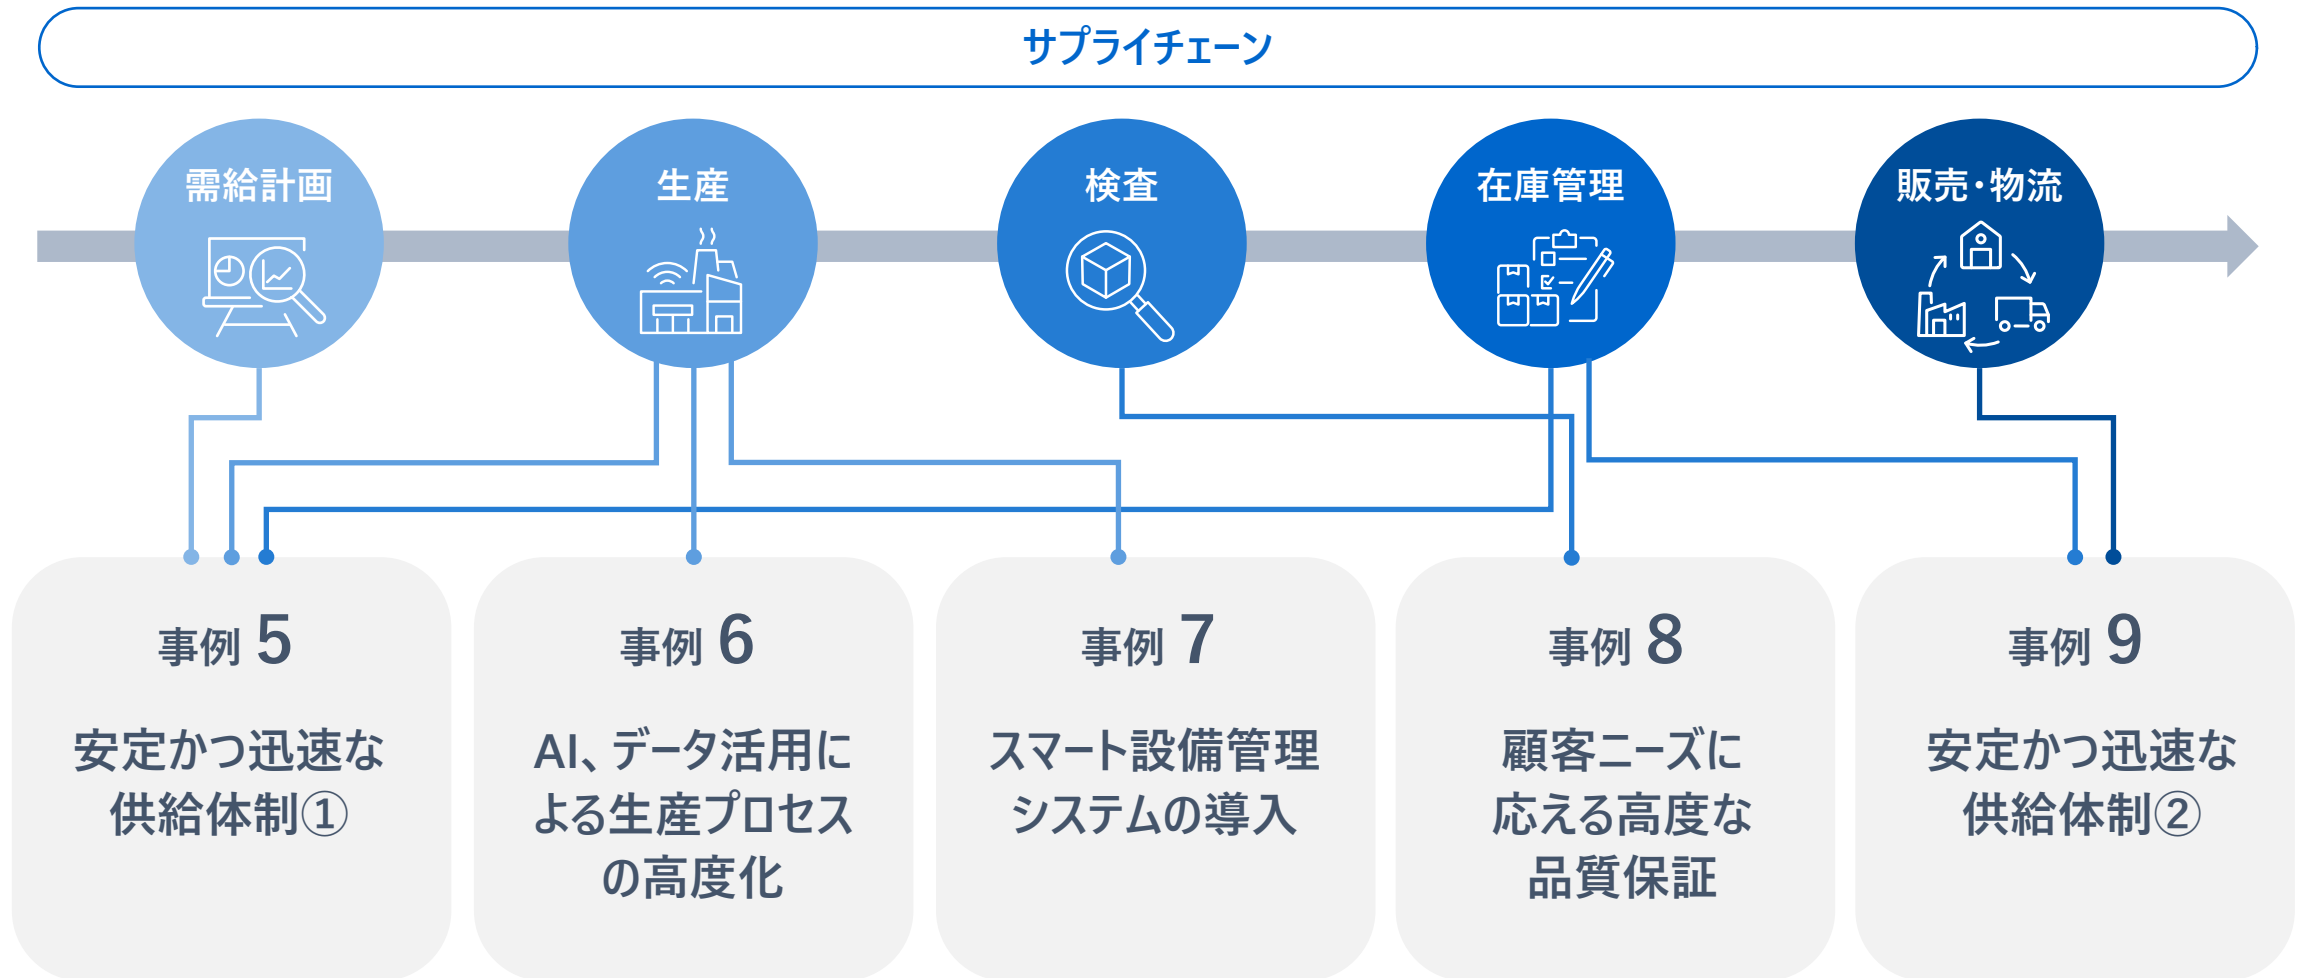 サプライチェーン
需給計画
生産
検査
在庫管理
販売・物流
事例 5
安定かつ迅速な
供給体制①
事例 6
AI、データ活用に
よる生産プロセス
の高度化
事例 7
スマート設備管理
システムの導入
事例 8
顧客ニーズに
応える高度な
品質保証
事例 9
安定かつ迅速な
供給体制②